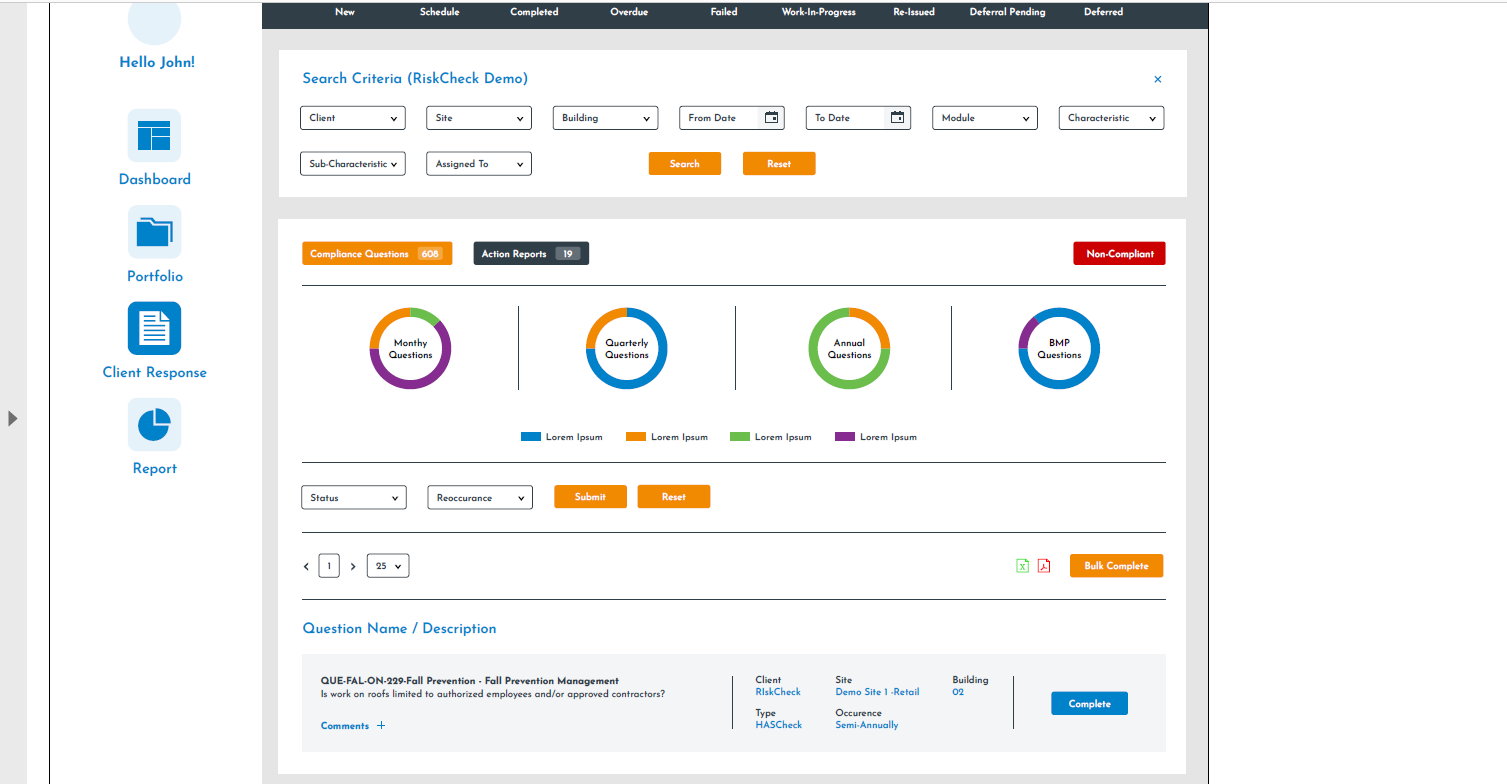 New Schedule Completed Overdue Failed Work-In-Progress Re-Issued Deferral Pending Deferred
Hello John!
Dashboard
Portfolio
Client Response
Report
Search Criteria (RiskCheck Demo)
Client Site Building From Date To Date Module Characteristic
Sub-Characteristic Assigned To Search Reset
Compliance Questions 608 Action Reports 19 Non-Compliant
Monthy
Questions
Quarterly
Questions
Annual
Questions
BMP
Questions
Lorem Ipsum Lorem Ipsum Lorem Ipsum Lorem Ipsum
Status Reoccurance Submit Reset
1 25 Bulk Complete
Question Name / Description
QUE-FAL-ON-229-Fall Prevention - Fall Prevention Management
Is work on roofs limited to authorized employees and/or approved contractors?
Comments +
Client Site Building
RIskCheck Demo Site 1 -Retail 02
Type Occurence
HASCheck Semi-Annually
Complete